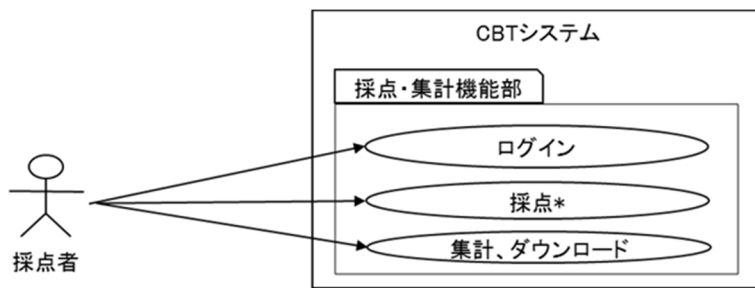 CBTシステム
採点・集計機能部
ログイン
採点*
集計、ダウンロード
採点者